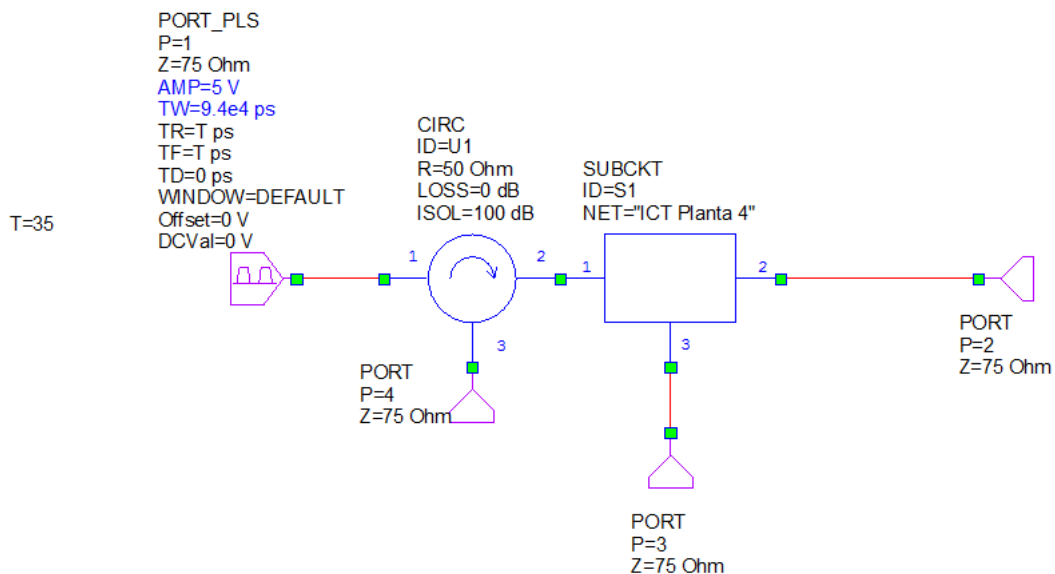 PORT_PLS
P=1
Z=75 Ohm
AMP=5 V
TW=9.4e4 ps
TR=T ps
TF=T ps
TD=0 ps
WINDOW=DEFAULT
Offset=0 V
DCVal=0 V
T=35
CIRC
ID=U1
R=50 Ohm
LOSS=0 dB
ISOL=100 dB
SUBCKT
ID=S1
NET="ICT Planta 4"
1
2
3
1
2
3
PORT
P=4
Z=75 Ohm
PORT
P=2
Z=75 Ohm
PORT
P=3
Z=75 Ohm